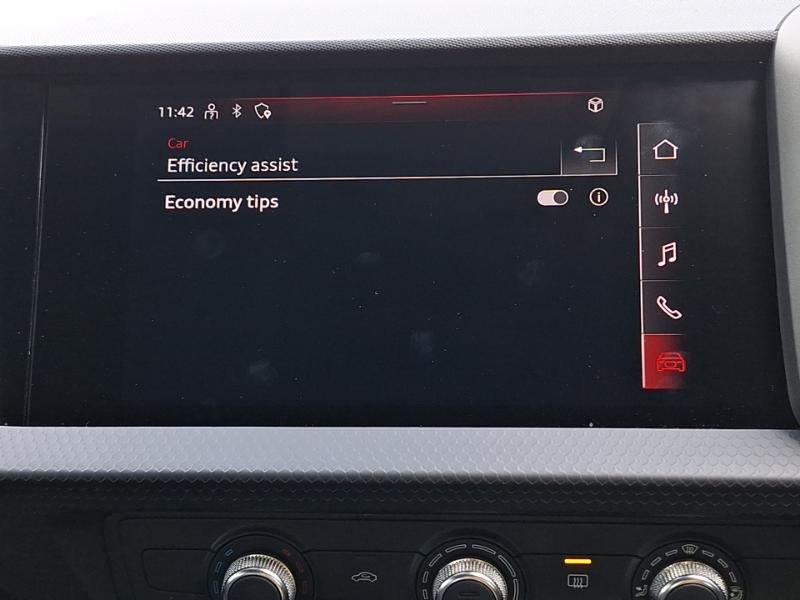 11:42
Car
Efficiency assist
Economy tips